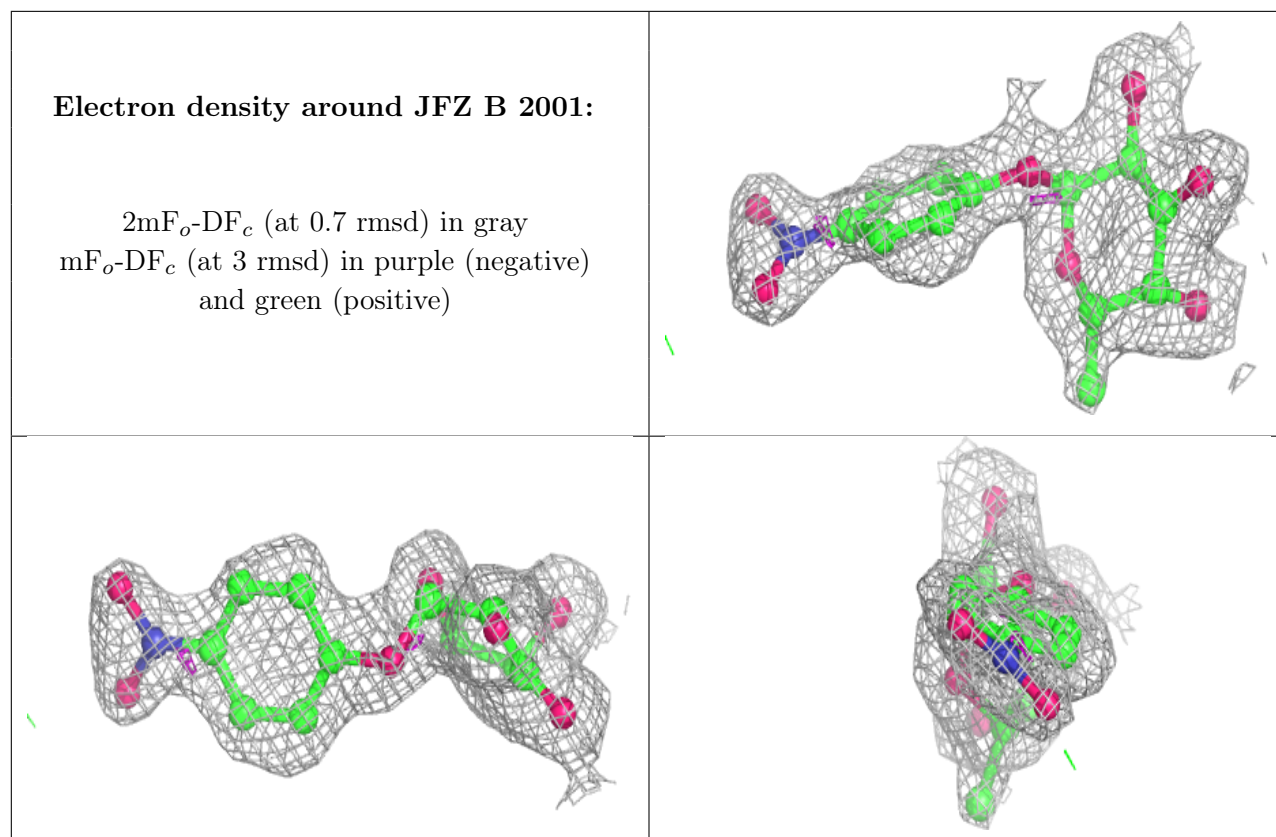 Electron density around JFZ B 2001:
2mFₒ-DF𝒸 (at 0.7 rmsd) in gray
mFₒ-DF𝒸 (at 3 rmsd) in purple (negative)
and green (positive)